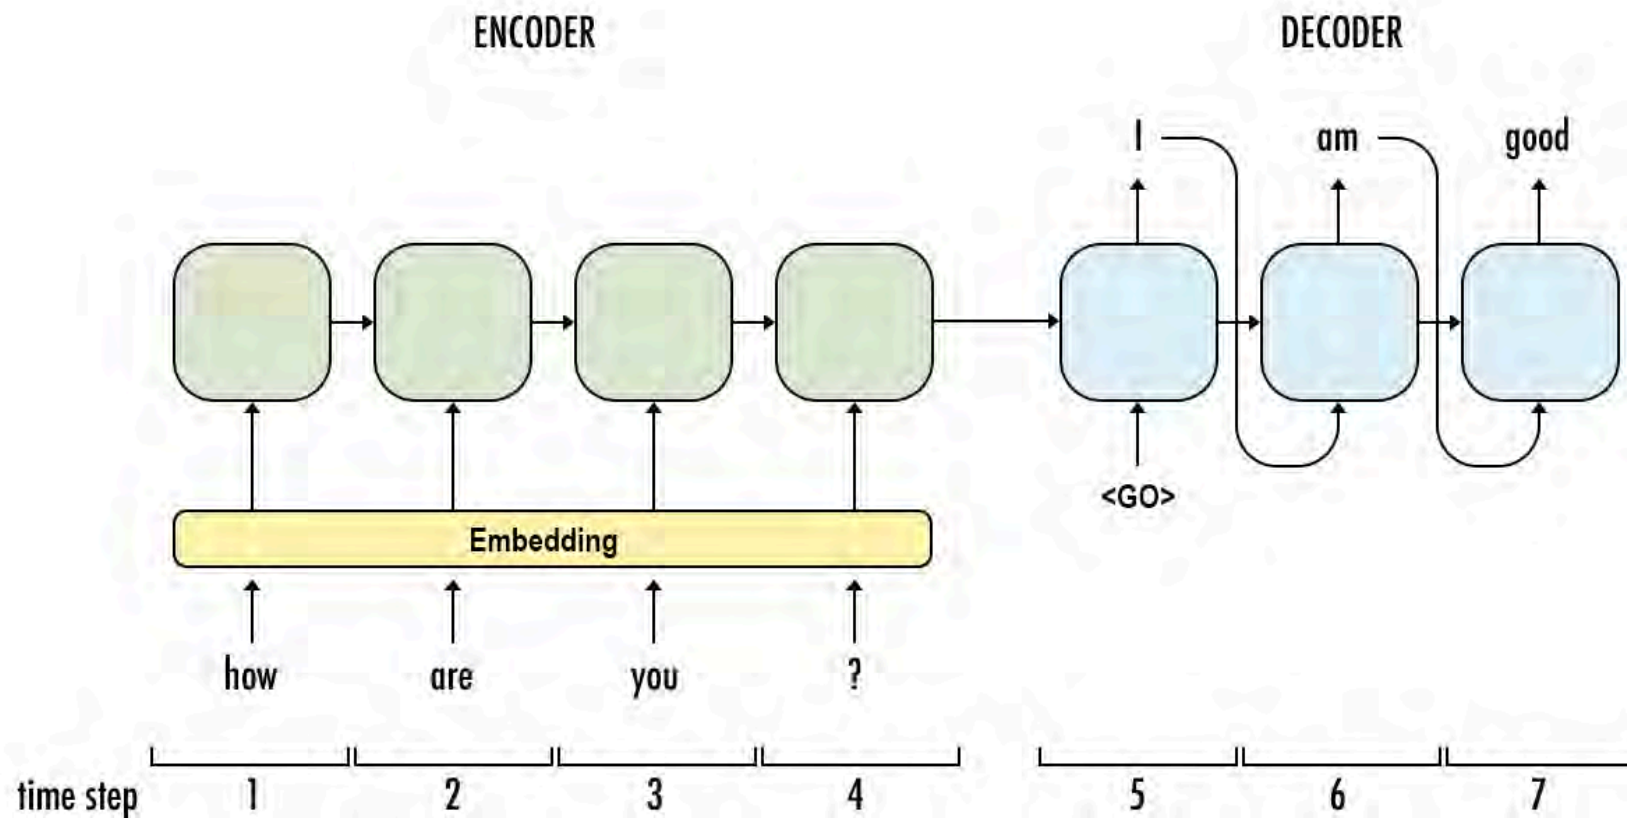 ENCODER DECODER
I am good
<GO>
Embedding
how are you ?
time step 1 2 3 4 5 6 7